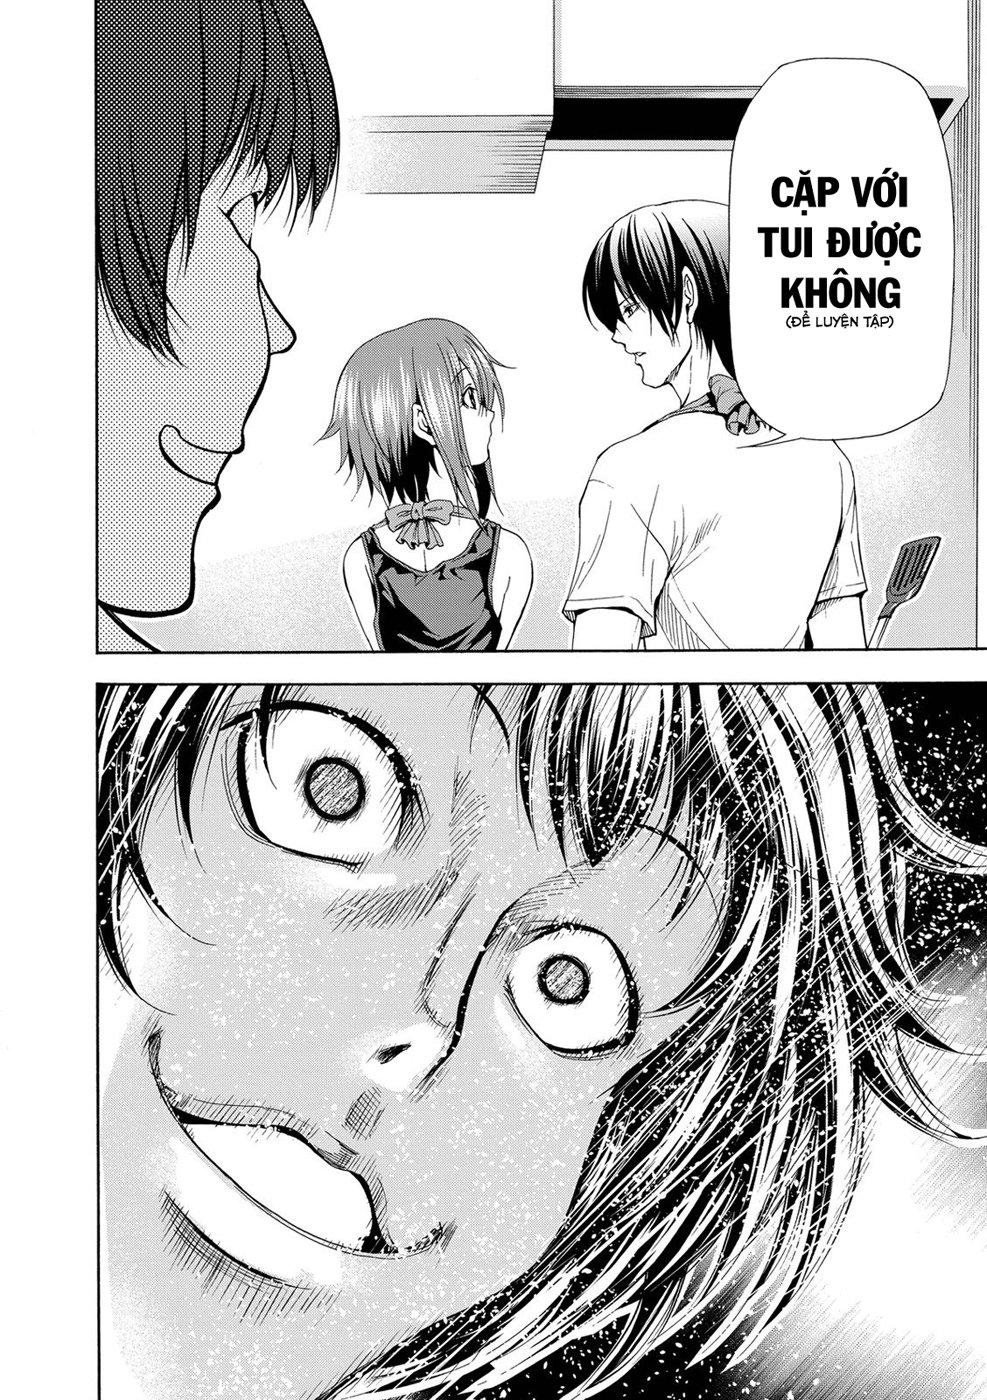 CẶP VỚI
TUI ĐƯỢC
KHÔNG
(ĐỂ LUYỆN TẬP)